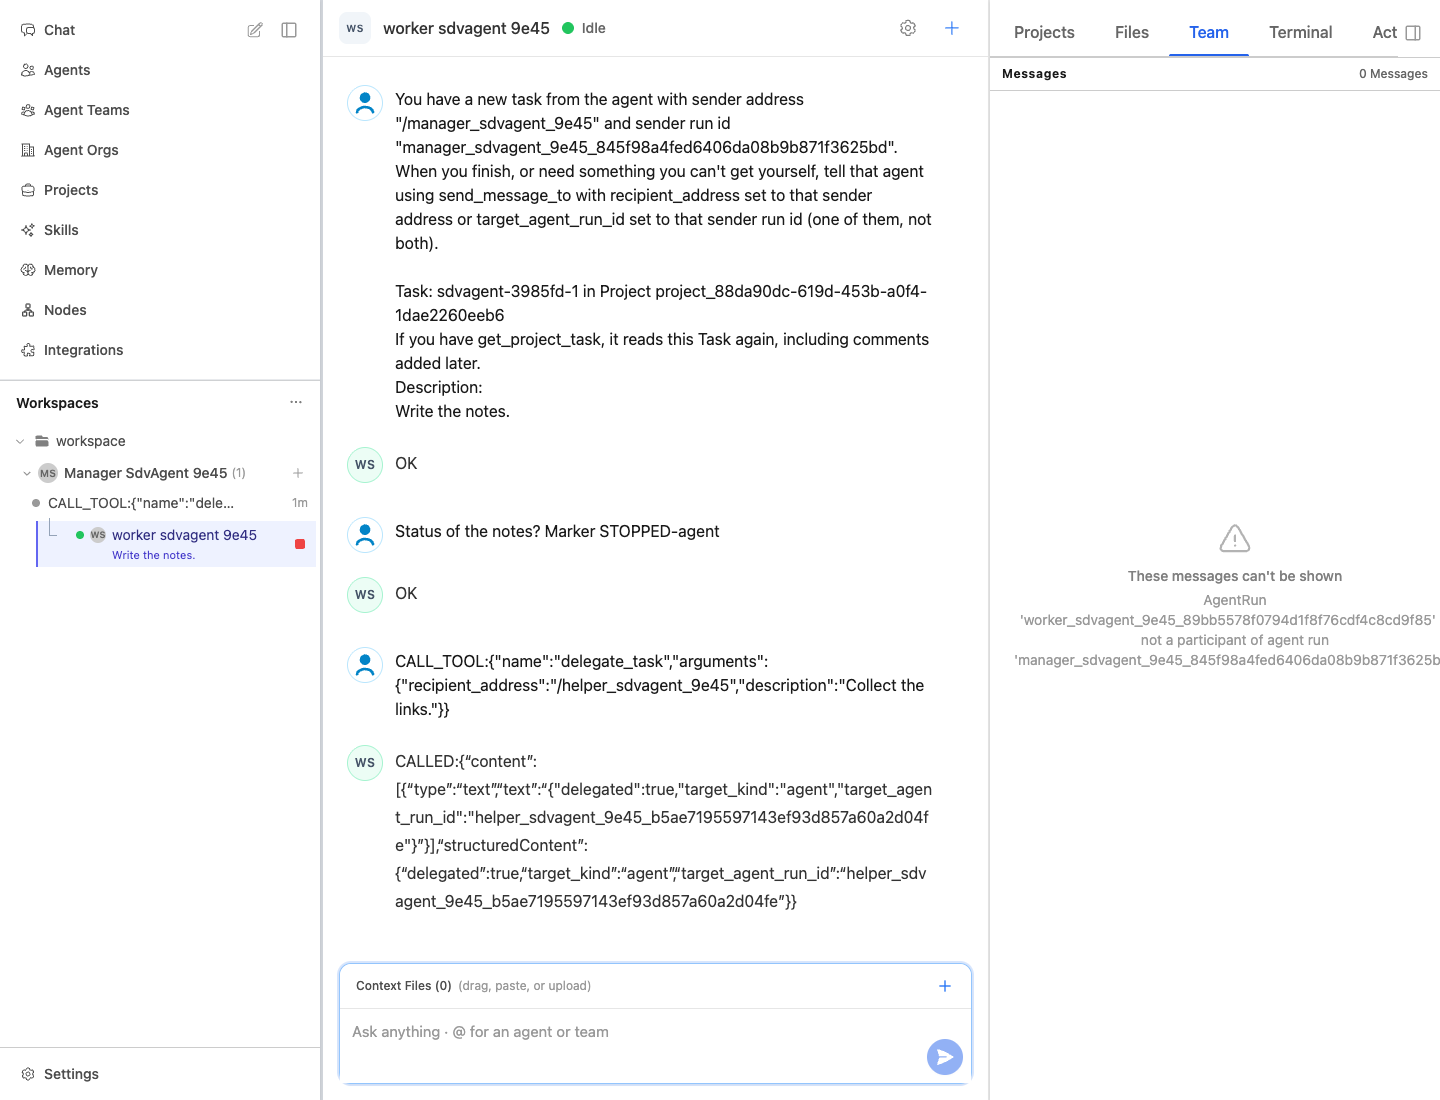 Chat
Agents
Agent Teams
Agent Orgs
Projects
Skills
Memory
Nodes
Integrations
Workspaces
...
workspace
MS Manager SdvAgent 9e45 (1)
CALL_TOOL:{"name":"dele... 1m
WS worker sdvagent 9e45
Write the notes.
Settings
WS worker sdvagent 9e45 Idle
You have a new task from the agent with sender address
"/manager_sdvagent_9e45" and sender run id
"manager_sdvagent_9e45_845f98a4fed6406da08b9b871f3625bd".
When you finish, or need something you can't get yourself, tell that agent
using send_message_to with recipient_address set to that sender
address or target_agent_run_id set to that sender run id (one of them, not
both).
Task: sdvagent-3985fd-1 in Project project_88da90dc-619d-453b-a0f4-
1dae2260eeb6
If you have get_project_task, it reads this Task again, including comments
added later.
Description:
Write the notes.
WS OK
Status of the notes? Marker STOPPED-agent
WS OK
CALL_TOOL:{"name":"delegate_task","arguments":
{"recipient_address":"/helper_sdvagent_9e45","description":"Collect the
links."}}
WS CALLED:{“content”:
[{“type”:“text”,“text”:“{"delegated":true,"target_kind":"agent","target_agen
t_run_id":"helper_sdvagent_9e45_b5ae7195597143ef93d857a60a2d04f
e"}”}],“structuredContent”:
{“delegated”:true,“target_kind”:“agent”,“target_agent_run_id”:“helper_sdv
agent_9e45_b5ae7195597143ef93d857a60a2d04fe”}}
Context Files (0) (drag, paste, or upload)
Ask anything · @ for an agent or team
Projects Files Team Terminal Act
Messages 0 Messages
These messages can't be shown
AgentRun
'worker_sdvagent_9e45_89bb5578f0794d1f8f76cdf4c8cd9f85'
not a participant of agent run
'manager_sdvagent_9e45_845f98a4fed6406da08b9b871f3625b